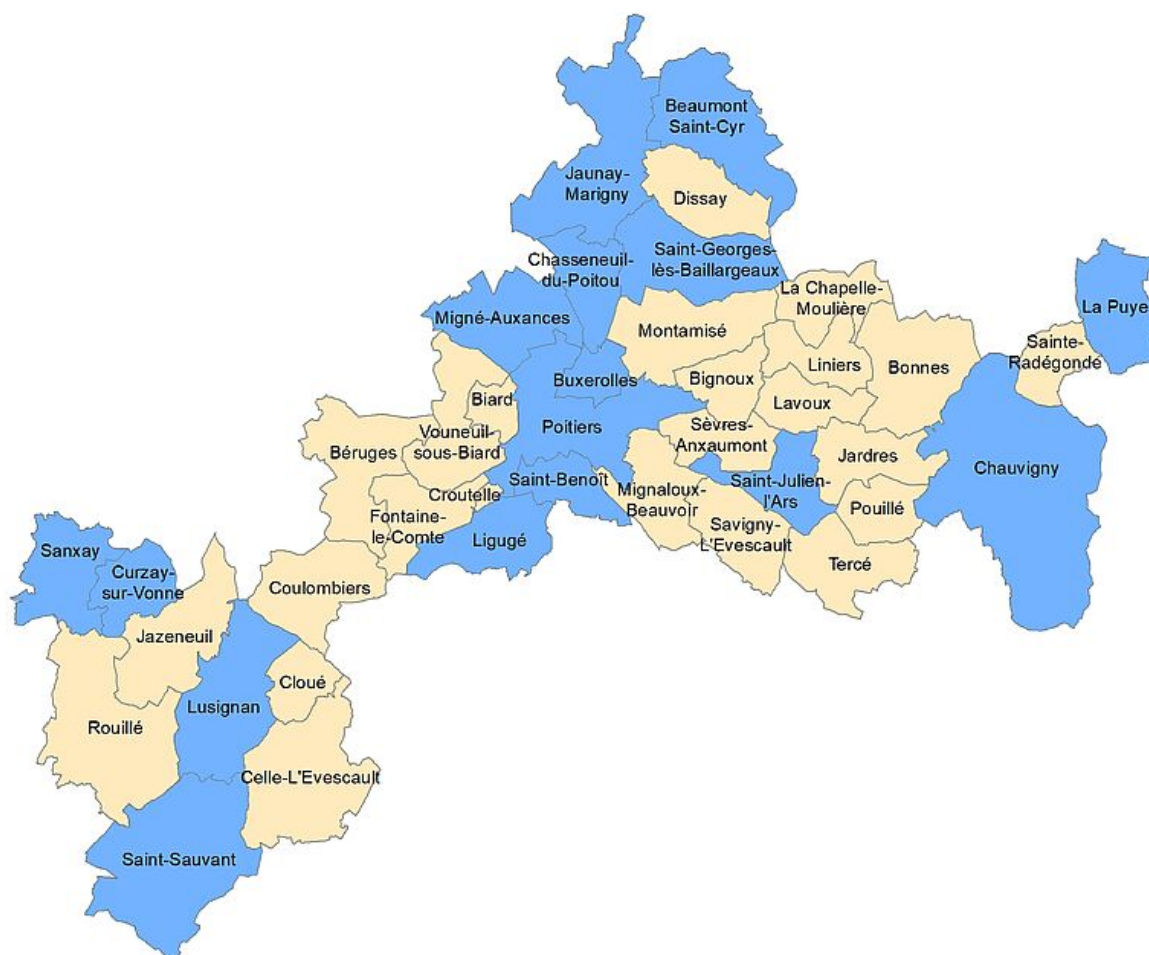 Beaumont
Saint-Cyr
Jaunay-
Marigny
Dissay
Chasseneuil-
du-Poitou
Saint-Georges-
lès-Baillargeaux
La Chapelle-
Moulière
La Puye
Migné-Auxances
Montamisé
Sainte-
Radégonde
Liniers
Bonnes
Buxerolles
Bignoux
Biard
Lavoux
Poitiers
Sèvres-
Anxaumont
Vouneuil-
sous-Biard
Béruges
Jardres
Chauvigny
Saint-Benoît
Saint-Julien-
l'Ars
Croutelle
Mignaloux-
Beauvoir
Pouillé
Fontaine-
le-Comte
Ligugé
Savigny-
L'Evescault
Tercé
Sanxay
Curzay-
sur-Vonne
Coulombiers
Jazeneuil
Cloué
Lusignan
Rouillé
Celle-L'Evescault
Saint-Sauvant